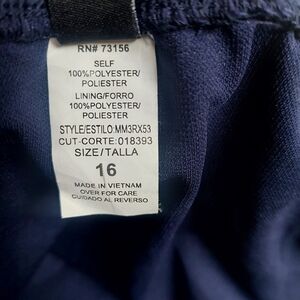 RN# 73156
SELF
100%POLYESTER/
POLIESTER
LINING/FORRO
100%POLYESTER/
POLIESTER
STYLE/ESTILO:MM3RX53
CUT-CORTE:018393
SIZE/TALLA
16
MADE IN VIETNAM
OVER FOR CARE
CUIDADO AL REVERSO